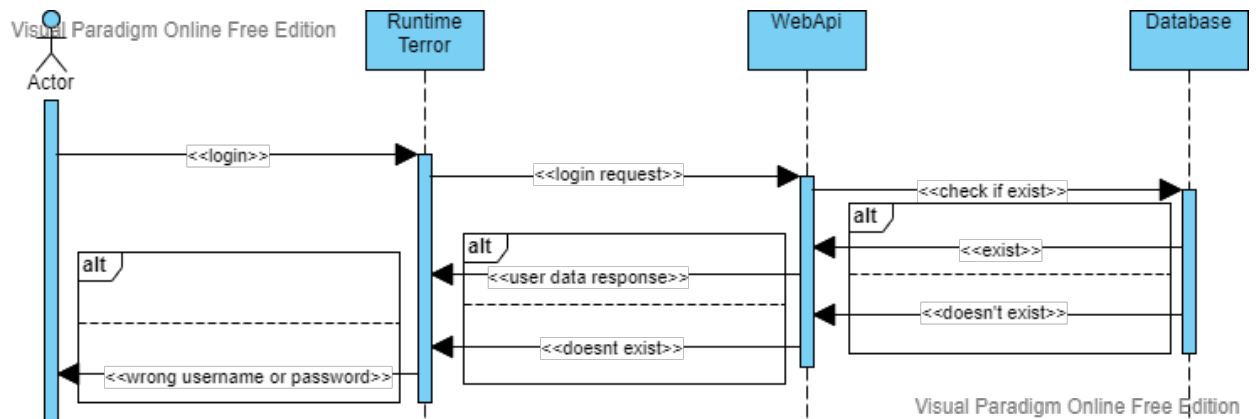 Visual Paradigm Online Free Edition
Actor
Runtime
Terror
WebApi
Database
<<login>>
<<login request>>
<<check if exist>>
alt
<<exist>>
alt
<<user data response>>
alt
<<doesn't exist>>
<<doesnt exist>>
<<wrong username or password>>
Visual Paradigm Online Free Edition